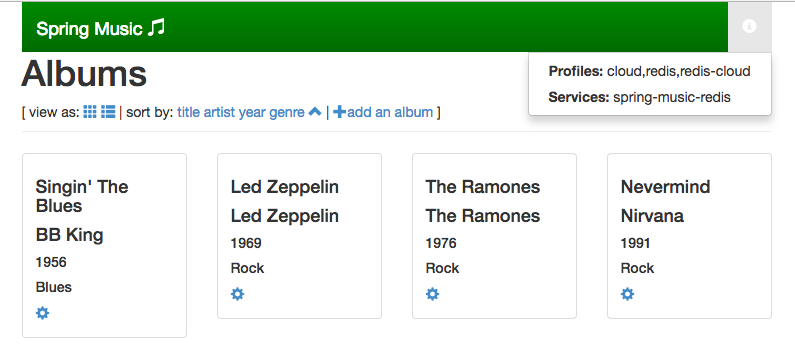 Spring Music
Profiles: cloud,redis,redis-cloud
Services: spring-music-redis
Albums
[ view as: | sort by: title artist year genre | add an album ]
Singin' The
Blues
BB King
1956
Blues
Led Zeppelin
Led Zeppelin
1969
Rock
The Ramones
The Ramones
1976
Rock
Nevermind
Nirvana
1991
Rock